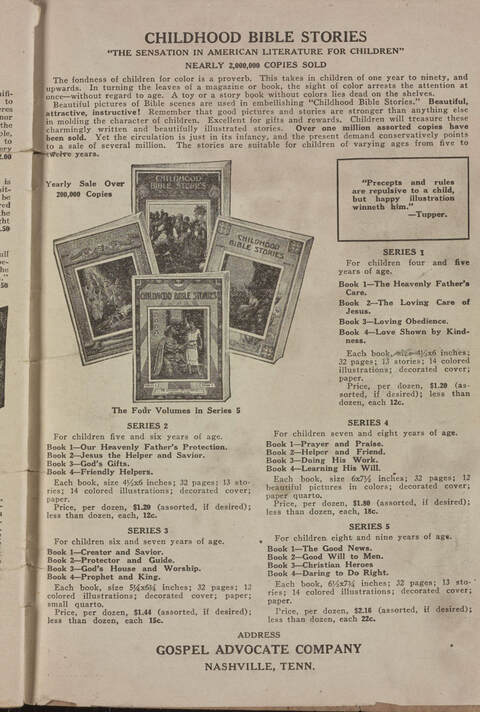 CHILDHOOD BIBLE STORIES
"THE SENSATION IN AMERICAN LITERATURE FOR CHILDREN"
NEARLY 2,000,000 COPIES SOLD
The fondness of children for color is a proverb. This takes in children of one year to ninety, and
upwards. In turning the leaves of a magazine or book, the sight of color arrests the attention at
once—without regard to age. A toy or a story book without colors lies dead on the shelves.
Beautiful pictures of Bible scenes are used in embellishing "Childhood Bible Stories." Beautiful,
attractive, instructive! Remember that good pictures and stories are stronger than anything else
in molding the character of children. Excellent for gifts and rewards. Children will treasure these
charmingly written and beautifully illustrated stories. Over one million assorted copies have
been sold. Yet the circulation is just in its infancy, and the present demand conservatively points
to a sale of several million. The stories are suitable for children of varying ages from five to
twelve years.
Yearly Sale Over
200,000 Copies
CHILDHOOD
BIBLE STORIES
CHILDHOOD
BIBLE STORIES
CHILDHOOD BIBLE STORIES
The Four Volumes in Series 5
"Precepts and rules
are repulsive to a child,
but happy illustration
winneth him."
—Tupper.
SERIES 1
For children four and five
years of age.
Book 1—The Heavenly Father's
Care.
Book 2—The Loving Care of
Jesus.
Book 3—Loving Obedience.
Book 4—Love Shown by Kind-
ness.
Each book, size 4½x6 inches;
32 pages; 13 stories; 14 colored
illustrations; decorated cover;
paper.
Price, per dozen, $1.20 (as-
sorted, if desired); less than
dozen, each 12c.
SERIES 2
For children five and six years of age.
Book 1—Our Heavenly Father's Protection.
Book 2—Jesus the Helper and Savior.
Book 3—God's Gifts.
Book 4—Friendly Helpers.
Each book, size 4½x6 inches; 32 pages; 13 sto-
ries; 14 colored illustrations; decorated cover;
paper.
Price, per dozen, $1.20 (assorted, if desired);
less than dozen, each, 12c.
SERIES 3
For children six and seven years of age.
Book 1—Creator and Savior.
Book 2—Protector and Guide.
Book 3—God's House and Worship.
Book 4—Prophet and King.
Each book, size inches; 32 pages; 12
colored illustrations; decorated cover; paper;
small quarto.
Price, per dozen, $1.44 (assorted, if desired);
less than dozen, each 15c.
SERIES 4
For children seven and eight years of age.
Book 1—Prayer and Praise.
Book 2—Helper and Friend.
Book 3—Doing His Work.
Book 4—Learning His Will.
Each book, size 6x7½ inches; 32 pages; 12
beautiful pictures in colors; decorated cover;
paper quarto.
Price, per dozen, $1.80 (assorted, if desired);
less than dozen, each, 18c.
SERIES 5
For children eight and nine years of age.
Book 1—The Good News.
Book 2—Good Will to Men.
Book 3—Christian Heroes
Book 4—Daring to Do Right.
Each book, inches; 32 pages; 13 sto-
ries; 14 colored illustrations; decorated cover;
paper.
Price, per dozen, $2.16 (assorted, if desired);
less than dozen, each 22c.
ADDRESS
GOSPEL ADVOCATE COMPANY
NASHVILLE, TENN.